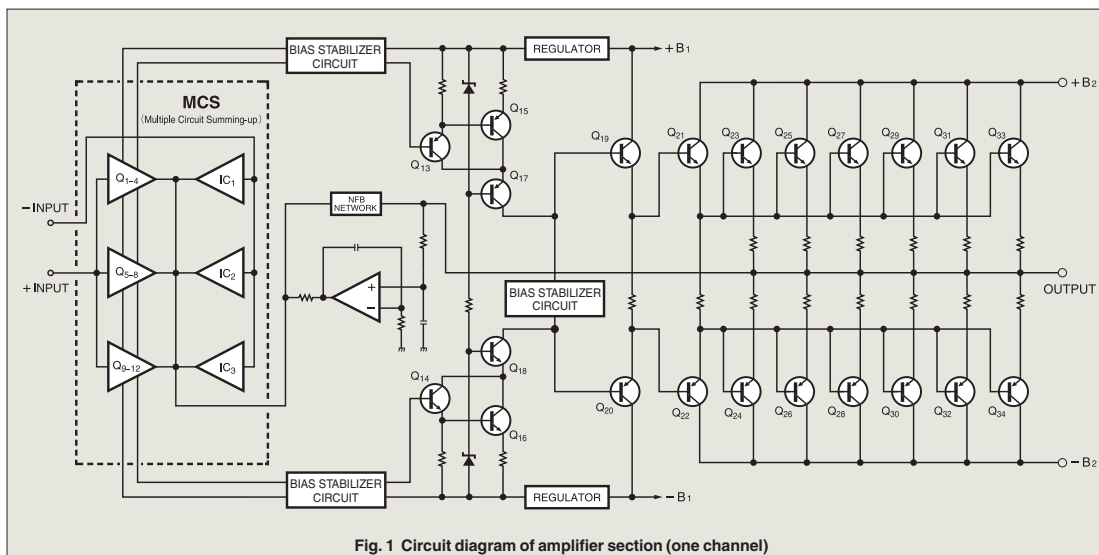 BIAS STABILIZER
CIRCUIT
REGULATOR
+B1
MCS
(Multiple Circuit Summing-up)
Q15
+B2
Q13
Q19
Q21
Q23
Q25
Q27
Q29
Q31
Q33
Q1–4
IC1
Q17
−INPUT
NFB
NETWORK
Q5–8
IC2
+INPUT
+
−
BIAS STABILIZER
CIRCUIT
OUTPUT
Q9–12
IC3
Q18
Q14
Q16
Q20
Q22
Q24
Q26
Q28
Q30
Q32
Q34
−B2
BIAS STABILIZER
CIRCUIT
REGULATOR
−B1
Fig. 1 Circuit diagram of amplifier section (one channel)